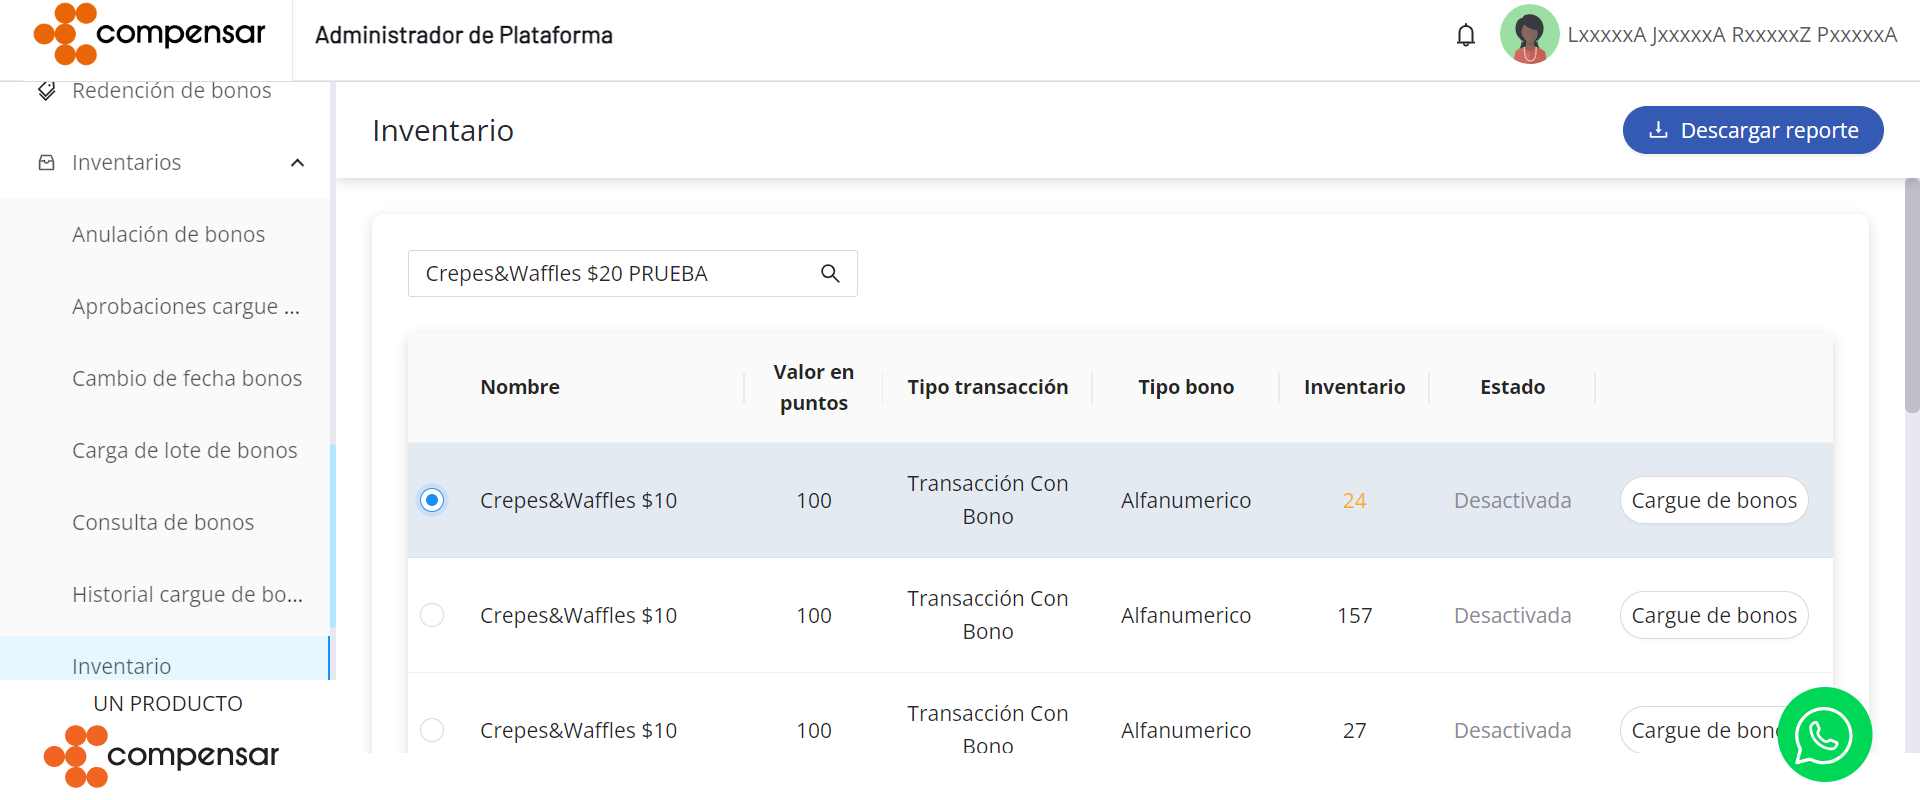 compensar
Administrador de Plataforma
LxxxxxA JxxxxxA RxxxxxZ PxxxxxA
Redención de bonos
Inventarios
Anulación de bonos
Aprobaciones cargue ...
Cambio de fecha bonos
Carga de lote de bonos
Consulta de bonos
Historial cargue de bo...
Inventario
UN PRODUCTO
compensar
Inventario
Descargar reporte
Crepes&Waffles $20 PRUEBA
Nombre
Valor en
puntos
Tipo transacción
Tipo bono
Inventario
Estado
Crepes&Waffles $10
100
Transacción Con
Bono
Alfanumerico
24
Desactivada
Cargue de bonos
Crepes&Waffles $10
100
Transacción Con
Bono
Alfanumerico
157
Desactivada
Cargue de bonos
Crepes&Waffles $10
100
Transacción Con
Bono
Alfanumerico
27
Desactivada
Cargue de bon